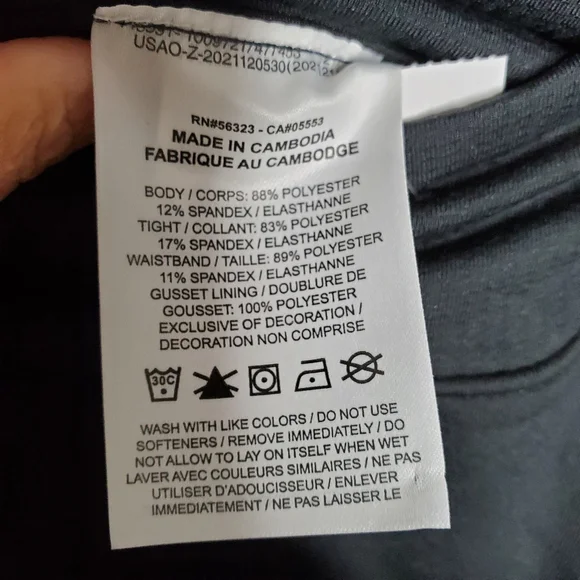 USAO-Z-2021120530(2021
RN#56323 - CA#05553
MADE IN CAMBODIA
FABRIQUE AU CAMBODGE
BODY / CORPS: 88% POLYESTER
12% SPANDEX / ELASTHANNE
TIGHT / COLLANT: 83% POLYESTER
17% SPANDEX / ELASTHANNE
WAISTBAND / TAILLE: 89% POLYESTER
11% SPANDEX / ELASTHANNE
GUSSET LINING / DOUBLURE DE
GOUSSET: 100% POLYESTER
EXCLUSIVE OF DECORATION /
DECORATION NON COMPRISE
30C
WASH WITH LIKE COLORS / DO NOT USE
SOFTENERS / REMOVE IMMEDIATELY / DO
NOT ALLOW TO LAY ON ITSELF WHEN WET
LAVER AVEC COULEURS SIMILAIRES / NE PAS
UTILISER D'ADOUCISSEUR / ENLEVER
IMMEDIATEMENT / NE PAS LAISSER LE